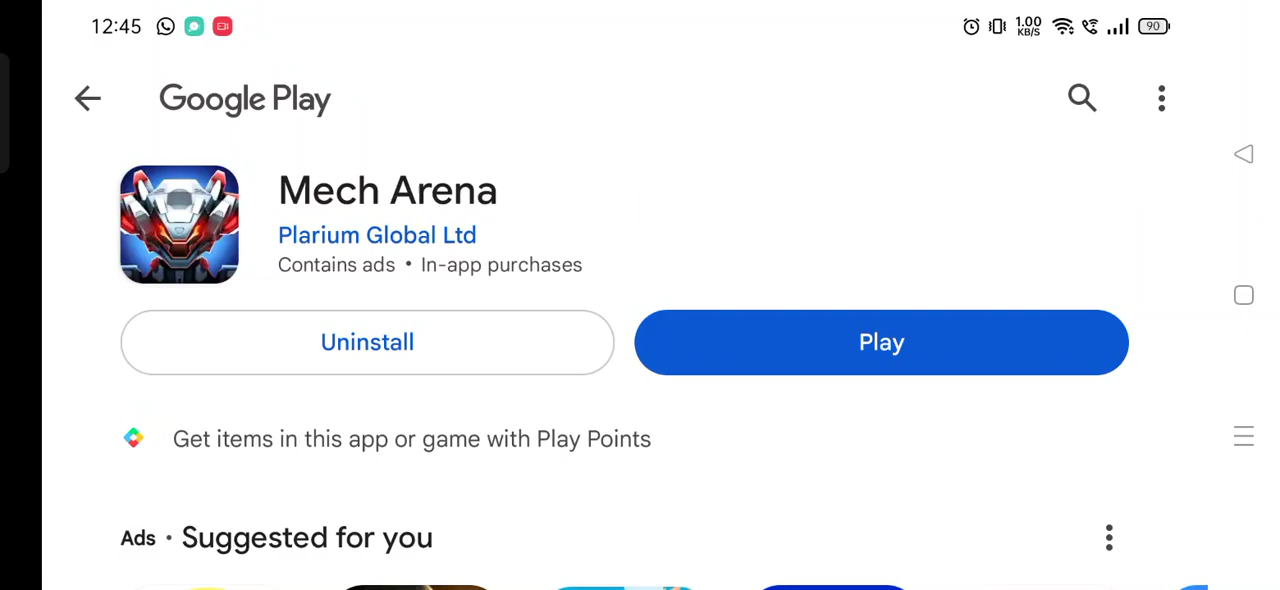 12:45 1.00 KB/S 90
Google Play
Mech Arena
Plarium Global Ltd
Contains ads • In-app purchases
Uninstall Play
Get items in this app or game with Play Points
Ads • Suggested for you